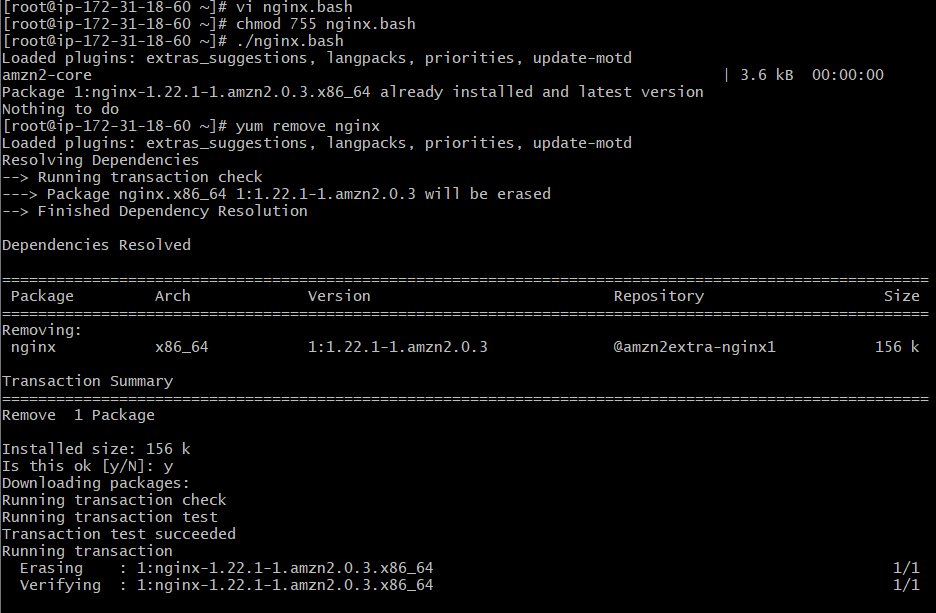 [root@ip-172-31-18-60 ~]# vi nginx.bash
[root@ip-172-31-18-60 ~]# chmod 755 nginx.bash
[root@ip-172-31-18-60 ~]# ./nginx.bash
Loaded plugins: extras_suggestions, langpacks, priorities, update-motd
amzn2-core                                                                      | 3.6 kB  00:00:00
Package 1:nginx-1.22.1-1.amzn2.0.3.x86_64 already installed and latest version
Nothing to do
[root@ip-172-31-18-60 ~]# yum remove nginx
Loaded plugins: extras_suggestions, langpacks, priorities, update-motd
Resolving Dependencies
--> Running transaction check
---> Package nginx.x86_64 1:1.22.1-1.amzn2.0.3 will be erased
--> Finished Dependency Resolution

Dependencies Resolved

=======================================================================================================
 Package         Arch             Version                           Repository                    Size
=======================================================================================================
Removing:
 nginx           x86_64           1:1.22.1-1.amzn2.0.3              @amzn2extra-nginx1           156 k

Transaction Summary
=======================================================================================================
Remove  1 Package

Installed size: 156 k
Is this ok [y/N]: y
Downloading packages:
Running transaction check
Running transaction test
Transaction test succeeded
Running transaction
  Erasing    : 1:nginx-1.22.1-1.amzn2.0.3.x86_64                                                   1/1
  Verifying  : 1:nginx-1.22.1-1.amzn2.0.3.x86_64                                                   1/1